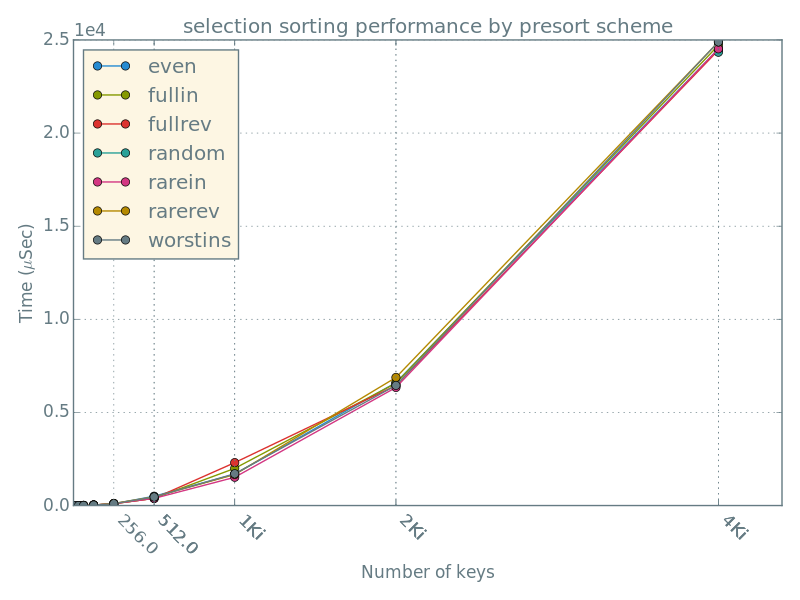 selection sorting performance by presort scheme
1e4
2.5
2.0
1.5
1.0
0.5
0.0
Time (μSec)
even
fullin
fullrev
random
rarein
rarerev
worstins
256.0
512.0
1Ki
2Ki
4Ki
Number of keys